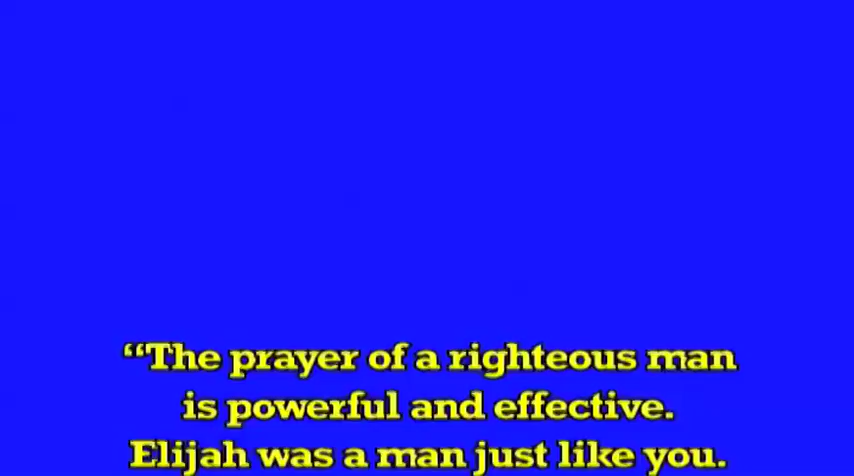 “The prayer of a righteous man
is powerful and effective.
Elijah was a man just like you.